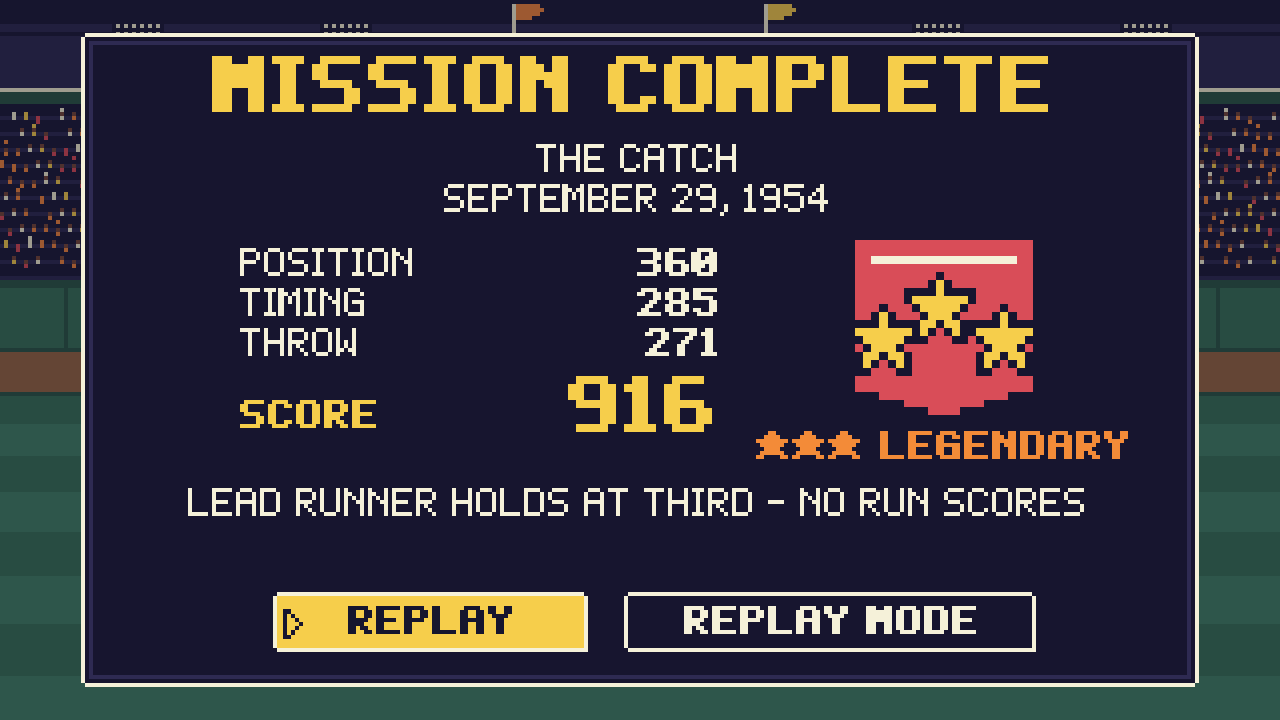 MISSION COMPLETE
THE CATCH
SEPTEMBER 29, 1954
POSITION 360
TIMING 285
THROW 271
SCORE 916
★★★ LEGENDARY
LEAD RUNNER HOLDS AT THIRD - NO RUN SCORES
REPLAY
REPLAY MODE